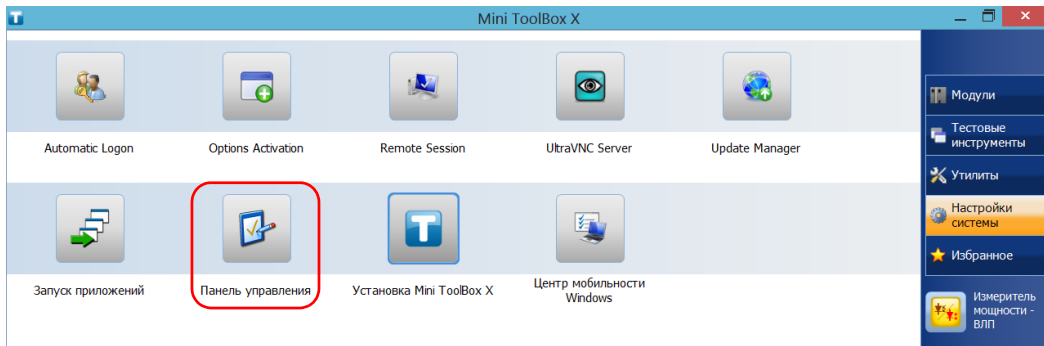 Mini ToolBox X
Automatic Logon
Options Activation
Remote Session
UltraVNC Server
Update Manager
Запуск приложений
Панель управления
Установка Mini ToolBox X
Центр мобильности
Windows
Модули
Тестовые
инструменты
Утилиты
Настройки
системы
Избранное
Измеритель
мощности -
ВЛП